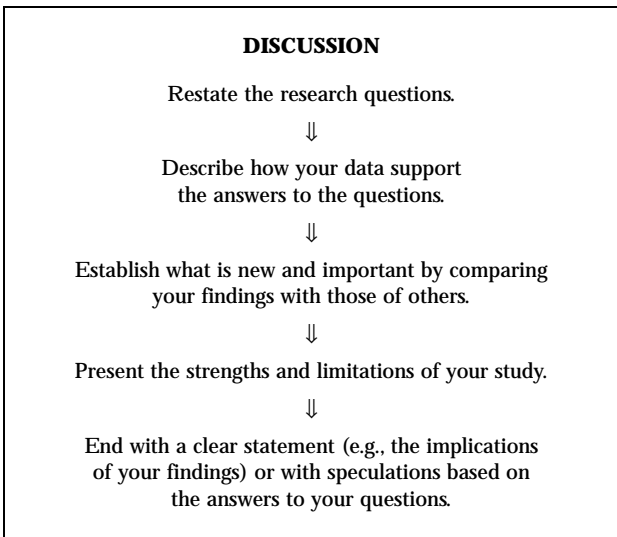 DISCUSSION
Restate the research questions.
⇓
Describe how your data support
the answers to the questions.
⇓
Establish what is new and important by comparing
your findings with those of others.
⇓
Present the strengths and limitations of your study.
⇓
End with a clear statement (e.g., the implications
of your findings) or with speculations based on
the answers to your questions.